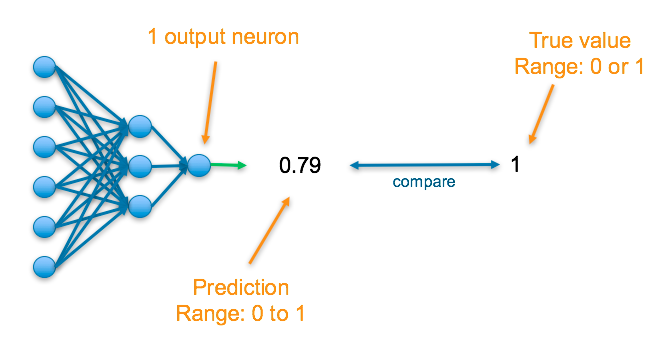 1 output neuron
True value
Range: 0 or 1
0.79
1
compare
Prediction
Range: 0 to 1